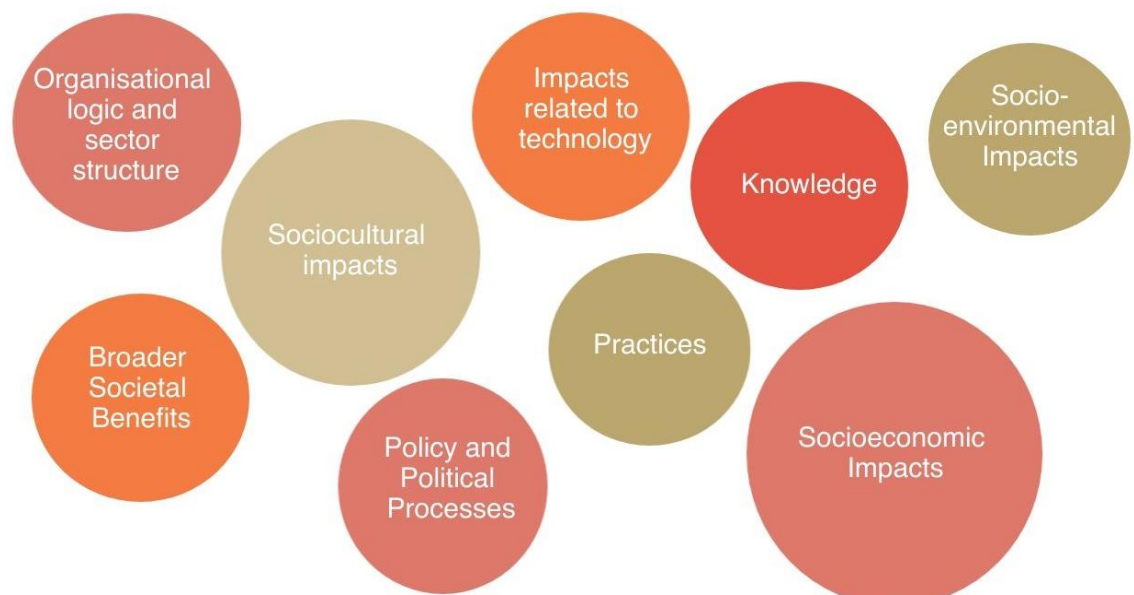 Organisational
logic and
sector
structure
Sociocultural
impacts
Impacts
related to
technology
Knowledge
Socio-
environmental
Impacts
Broader
Societal
Benefits
Policy and
Political
Processes
Practices
Socioeconomic
Impacts